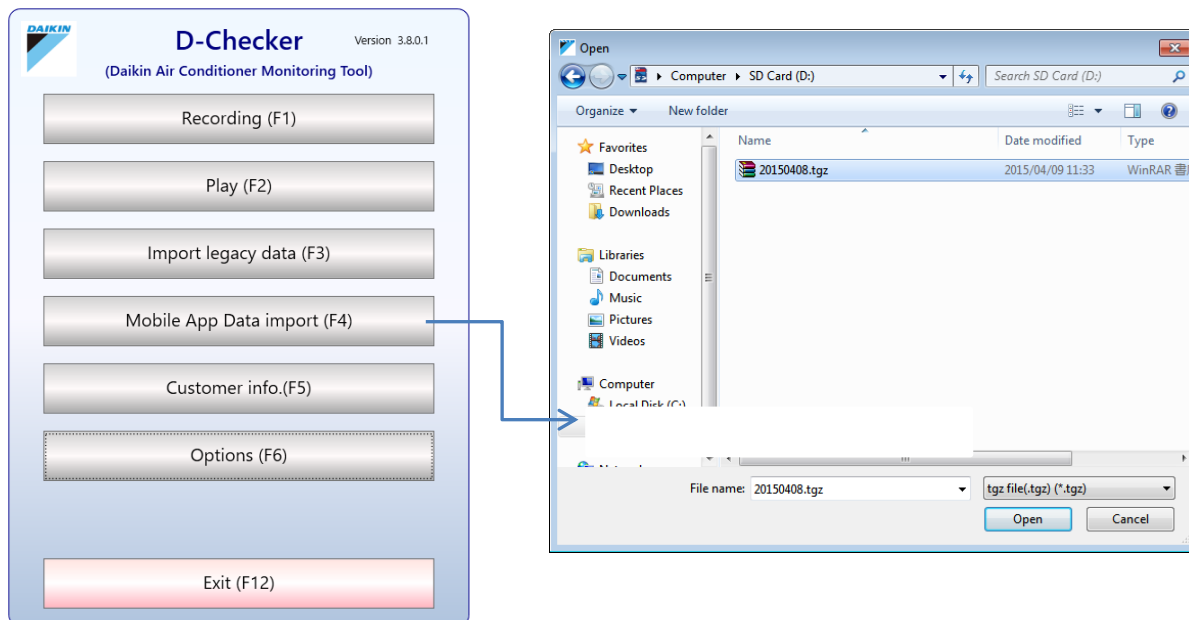 DAIKIN
D-Checker
Version 3.8.0.1
(Daikin Air Conditioner Monitoring Tool)
Recording (F1)
Play (F2)
Import legacy data (F3)
Mobile App Data import (F4)
Customer info.(F5)
Options (F6)
Exit (F12)
Open
Computer ▸ SD Card (D:)
Search SD Card (D:)
Organize
New folder
Name
Date modified
Type
Favorites
Desktop
Recent Places
Downloads
Libraries
Documents
Music
Pictures
Videos
Computer
Local Disk (C:)
20150408.tgz
2015/04/09 11:33
WinRAR 書
File name:
20150408.tgz
tgz file(.tgz) (*.tgz)
Open
Cancel